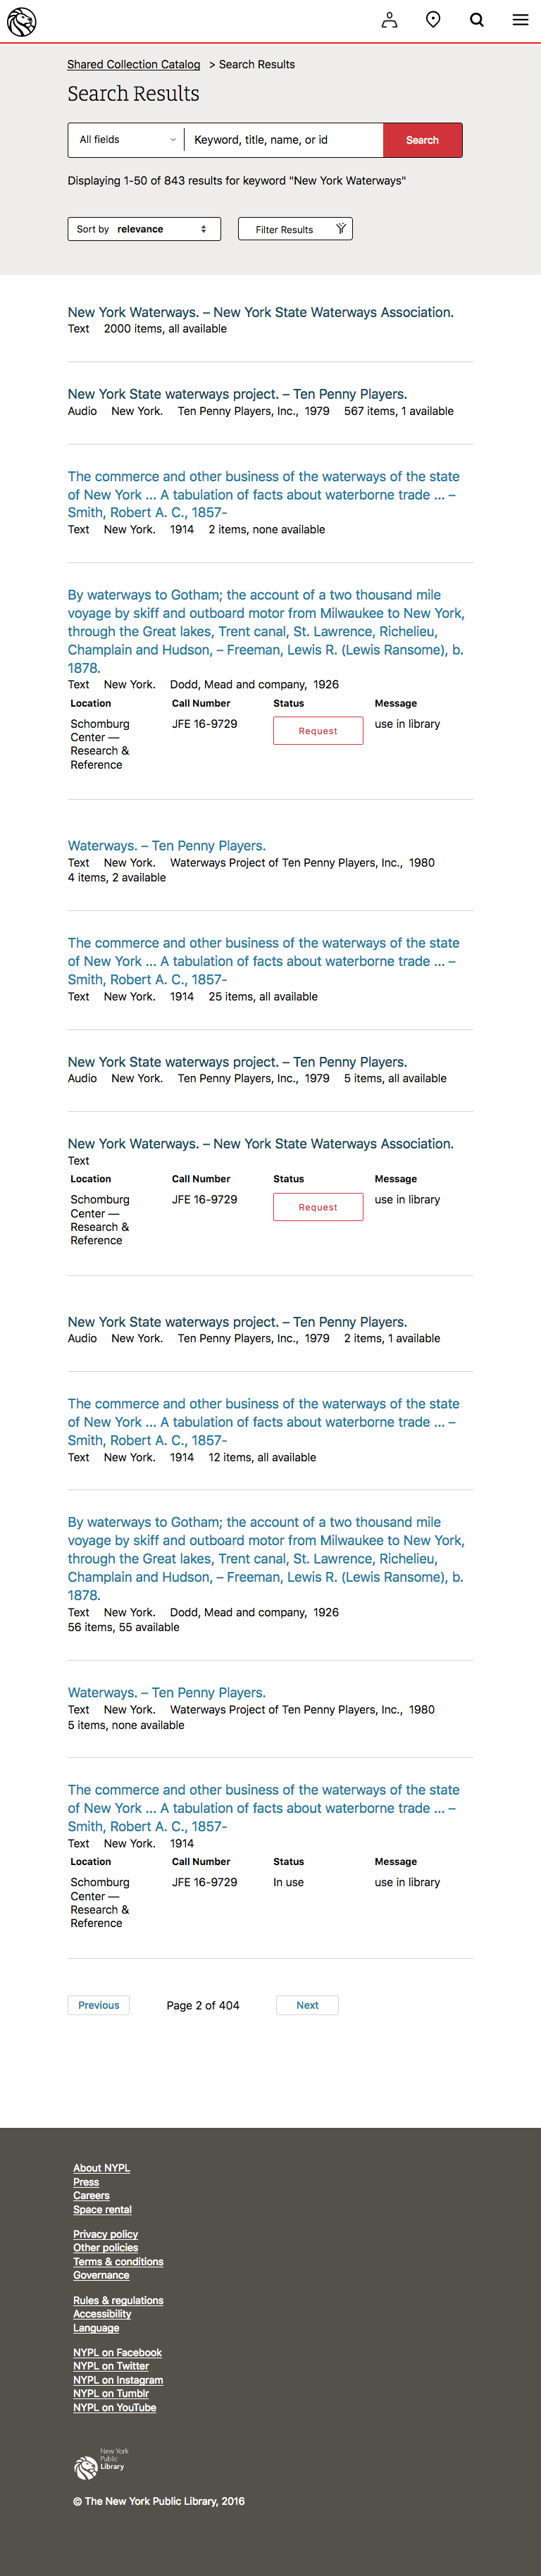 Shared Collection Catalog > Search Results
Search Results
All fields Keyword, title, name, or id Search
Displaying 1-50 of 843 results for keyword "New York Waterways"
Sort by relevance Filter Results
New York Waterways. – New York State Waterways Association.
Text 2000 items, all available
New York State waterways project. – Ten Penny Players.
Audio New York. Ten Penny Players, Inc., 1979 567 items, 1 available
The commerce and other business of the waterways of the state
of New York ... A tabulation of facts about waterborne trade ... –
Smith, Robert A. C., 1857-
Text New York. 1914 2 items, none available
By waterways to Gotham; the account of a two thousand mile
voyage by skiff and outboard motor from Milwaukee to New York,
through the Great lakes, Trent canal, St. Lawrence, Richelieu,
Champlain and Hudson, – Freeman, Lewis R. (Lewis Ransome), b.
1878.
Text New York. Dodd, Mead and company, 1926
Location Call Number Status Message
Schomburg JFE 16-9729 Request use in library
Center —
Research &
Reference
Waterways. – Ten Penny Players.
Text New York. Waterways Project of Ten Penny Players, Inc., 1980
4 items, 2 available
The commerce and other business of the waterways of the state
of New York ... A tabulation of facts about waterborne trade ... –
Smith, Robert A. C., 1857-
Text New York. 1914 25 items, all available
New York State waterways project. – Ten Penny Players.
Audio New York. Ten Penny Players, Inc., 1979 5 items, all available
New York Waterways. – New York State Waterways Association.
Text
Location Call Number Status Message
Schomburg JFE 16-9729 Request use in library
Center —
Research &
Reference
New York State waterways project. – Ten Penny Players.
Audio New York. Ten Penny Players, Inc., 1979 2 items, 1 available
The commerce and other business of the waterways of the state
of New York ... A tabulation of facts about waterborne trade ... –
Smith, Robert A. C., 1857-
Text New York. 1914 12 items, all available
By waterways to Gotham; the account of a two thousand mile
voyage by skiff and outboard motor from Milwaukee to New York,
through the Great lakes, Trent canal, St. Lawrence, Richelieu,
Champlain and Hudson, – Freeman, Lewis R. (Lewis Ransome), b.
1878.
Text New York. Dodd, Mead and company, 1926
56 items, 55 available
Waterways. – Ten Penny Players.
Text New York. Waterways Project of Ten Penny Players, Inc., 1980
5 items, none available
The commerce and other business of the waterways of the state
of New York ... A tabulation of facts about waterborne trade ... –
Smith, Robert A. C., 1857-
Text New York. 1914
Location Call Number Status Message
Schomburg JFE 16-9729 In use use in library
Center —
Research &
Reference
Previous Page 2 of 404 Next
About NYPL
Press
Careers
Space rental
Privacy policy
Other policies
Terms & conditions
Governance
Rules & regulations
Accessibility
Language
NYPL on Facebook
NYPL on Twitter
NYPL on Instagram
NYPL on Tumblr
NYPL on YouTube
New York
Public
Library
© The New York Public Library, 2016